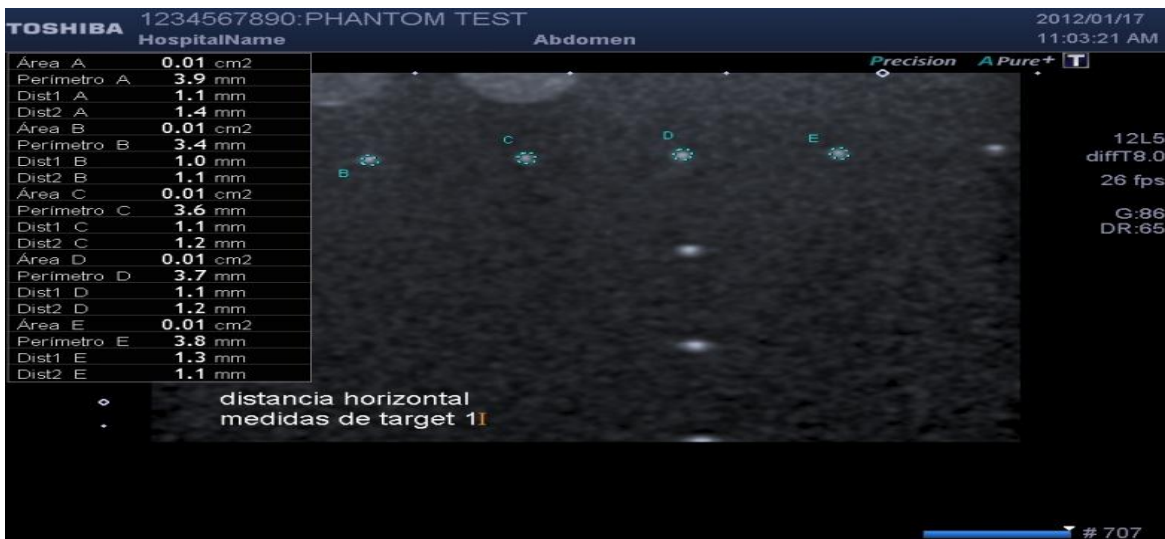 TOSHIBA 1234567890:PHANTOM TEST 2012/01/17
HospitalName Abdomen 11:03:21 AM
Precision APure+ T
Área A 0.01 cm2
Perímetro A 3.9 mm
Dist1 A 1.1 mm
Dist2 A 1.4 mm
Área B 0.01 cm2
Perímetro B 3.4 mm
Dist1 B 1.0 mm
Dist2 B 1.1 mm
Área C 0.01 cm2
Perímetro C 3.6 mm
Dist1 C 1.1 mm
Dist2 C 1.2 mm
Área D 0.01 cm2
Perímetro D 3.7 mm
Dist1 D 1.1 mm
Dist2 D 1.2 mm
Área E 0.01 cm2
Perímetro E 3.8 mm
Dist1 E 1.3 mm
Dist2 E 1.1 mm
B
C
D
E
12L5
diffT8.0
26 fps
G:86
DR:65
distancia horizontal
medidas de target 1
# 707